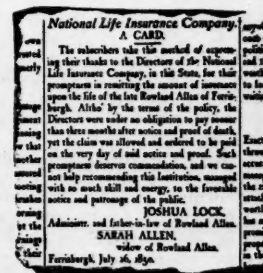 National Life Insurance Company.
A CARD.
The subscribers take this method of express-
ing their thanks to the Directors of the National
Life Insurance Company, in this State, for their
promptness in remitting the amount of insurance
upon the life of the late Rowland Allen of Ferris-
burgh. Altho' by the terms of the policy, the
Directors were under no obligation to pay sooner
than three months after notice and proof of death,
yet the claim was allowed and ordered to be paid
on the very day of said notice and proof. Such
promptness deserves commendation, and we can-
not help recommending this Institution, managed
with so much skill and energy, to the favorable
notice and patronage of the public.
JOSHUA LOCK,
Administr. and father-in-law of Rowland Allen.
SARAH ALLEN,
widow of Rowland Allen.
Ferrisburgh, July 26, 1850.